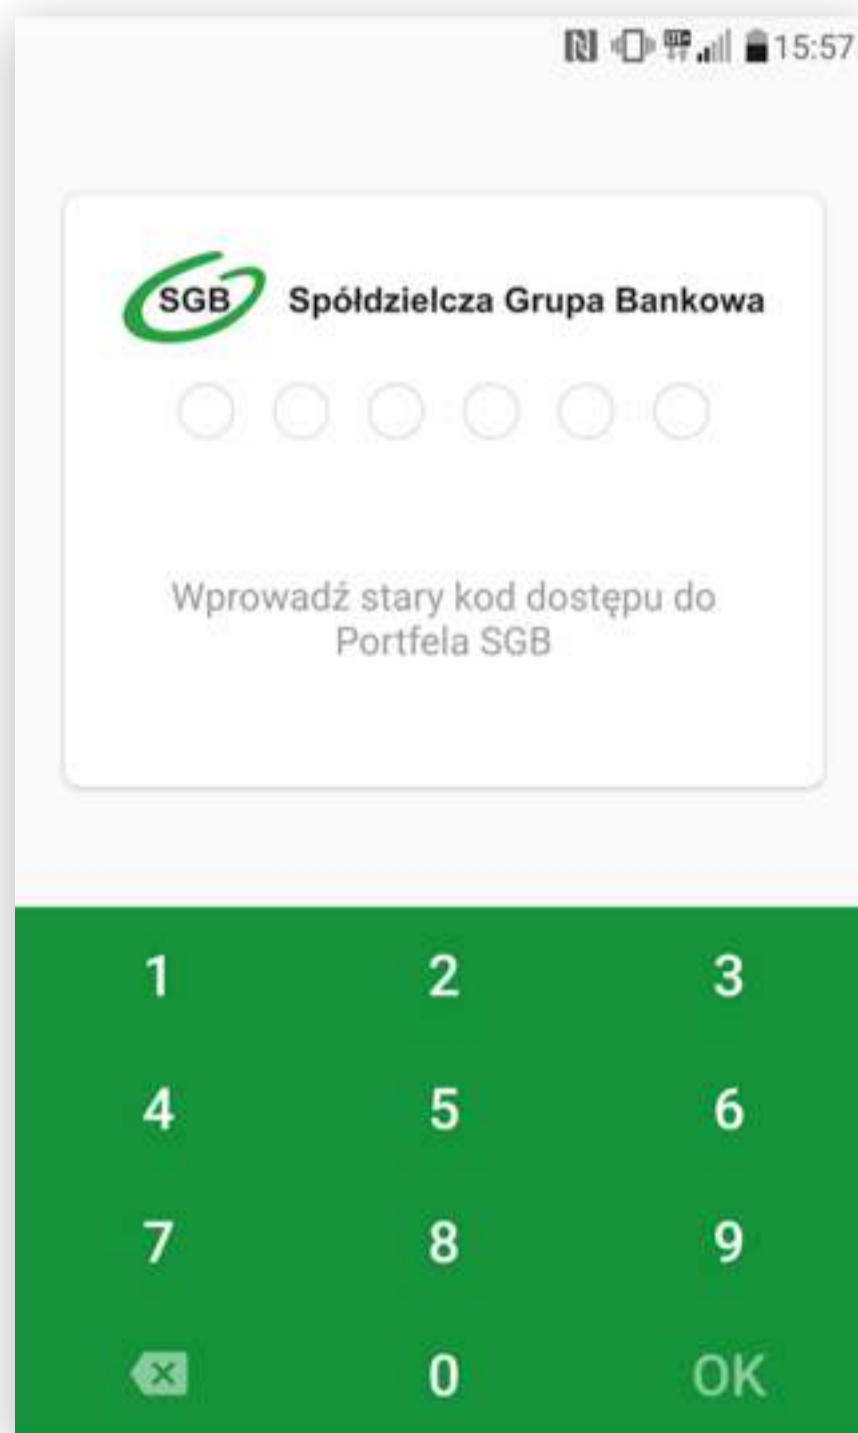 15:57
SGB Spółdzielcza Grupa Bankowa
Wprowadź stary kod dostępu do
Portfela SGB
1 2 3
4 5 6
7 8 9
0 OK